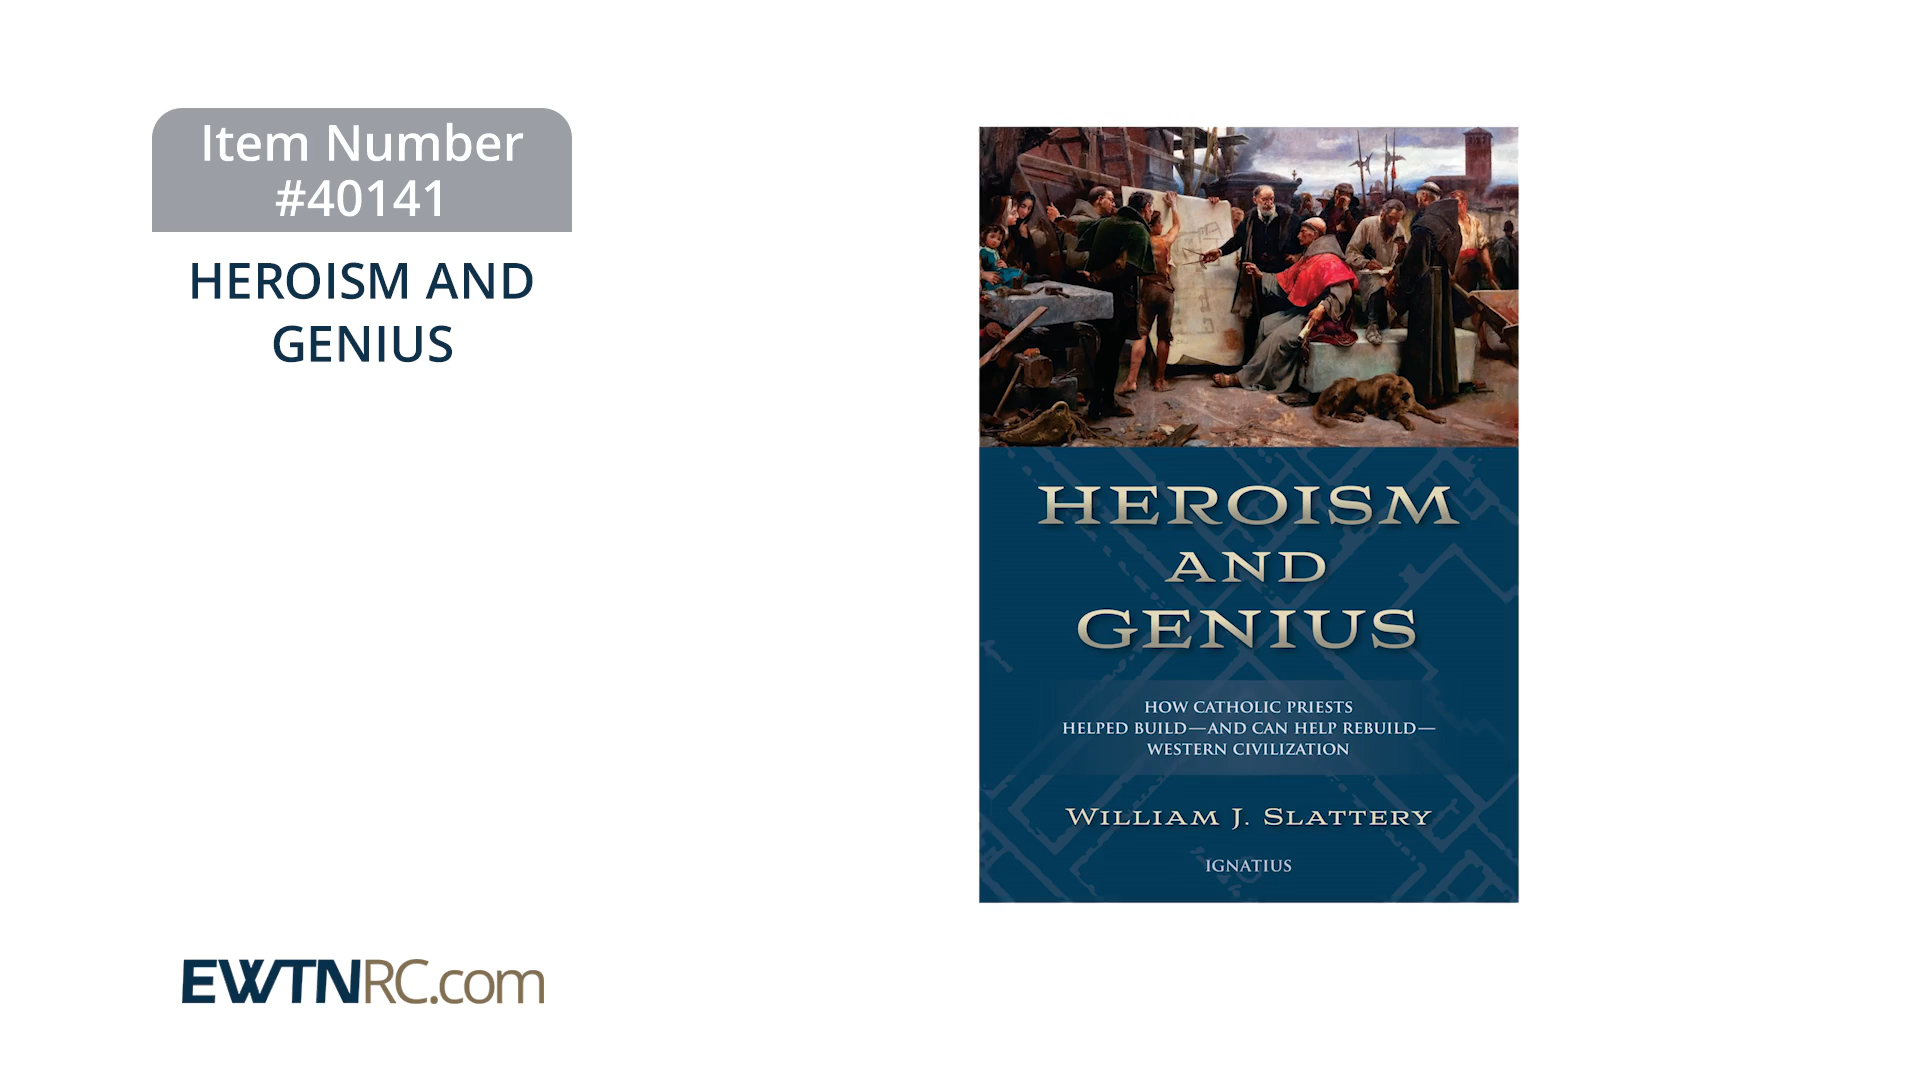 Item Number
#40141
HEROISM AND
GENIUS
HEROISM
AND
GENIUS
HOW CATHOLIC PRIESTS
HELPED BUILD—AND CAN HELP REBUILD—
WESTERN CIVILIZATION
WILLIAM J. SLATTERY
IGNATIUS
EWTNRC.com